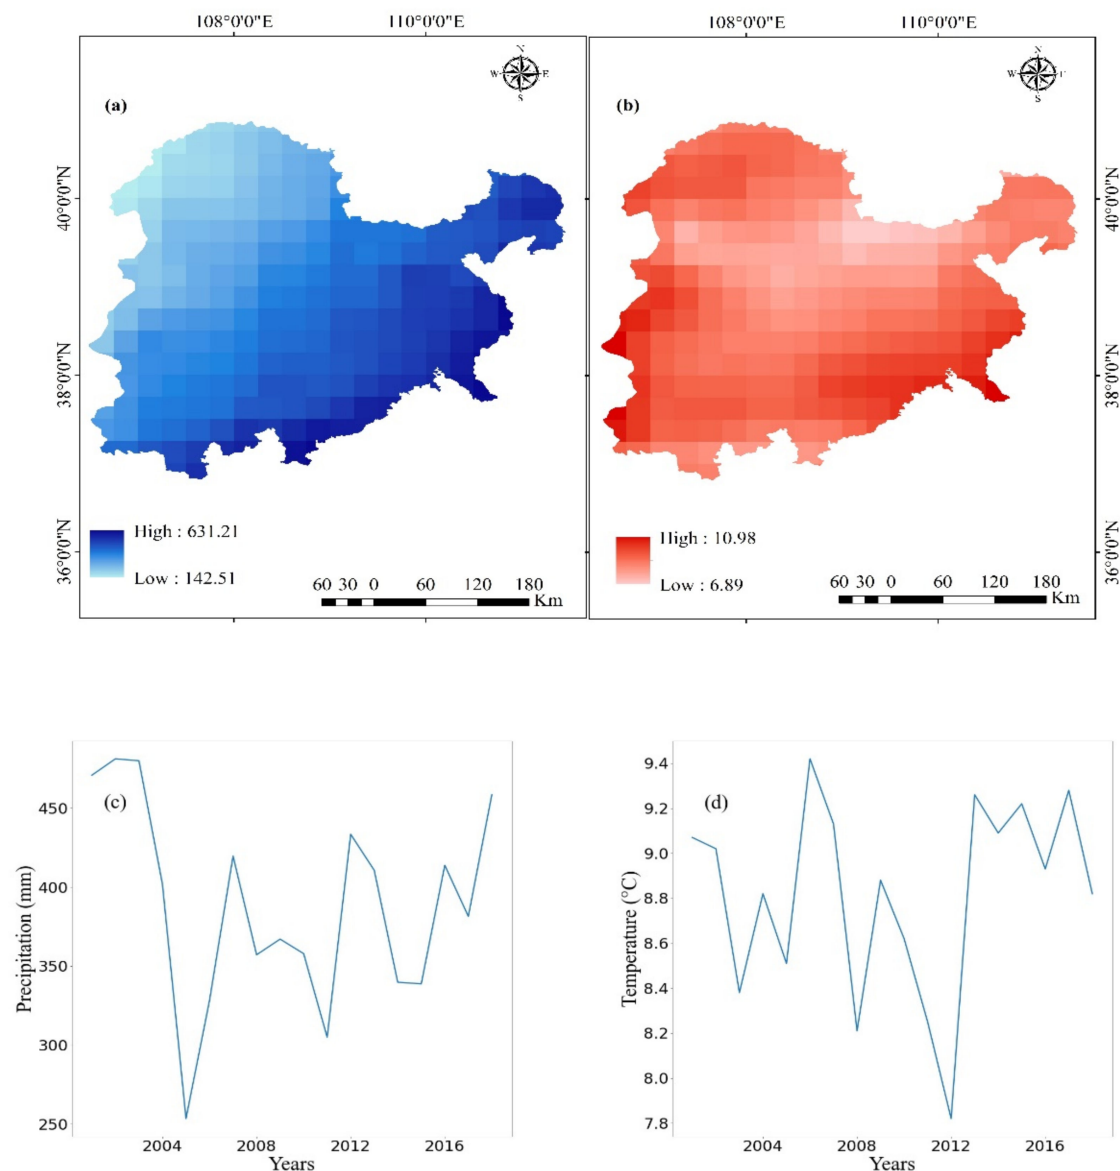 108°0'0"E 110°0'0"E 108°0'0"E 110°0'0"E
N
W E
S
(a)
N
W
S
(b)
40°0'0"N
38°0'0"N
36°0'0"N
40°0'0"N
38°0'0"N
36°0'0"N
High : 631.21
Low : 142.51
60 30 0 60 120 180
Km
High : 10.98
Low : 6.89
60 30 0 60 120 180
Km
(c)
Precipitation (mm)
450
400
350
300
250
2004 2008 2012 2016
Years
(d)
Temperature (°C)
9.4
9.2
9.0
8.8
8.6
8.4
8.2
8.0
7.8
2004 2008 2012 2016
Years